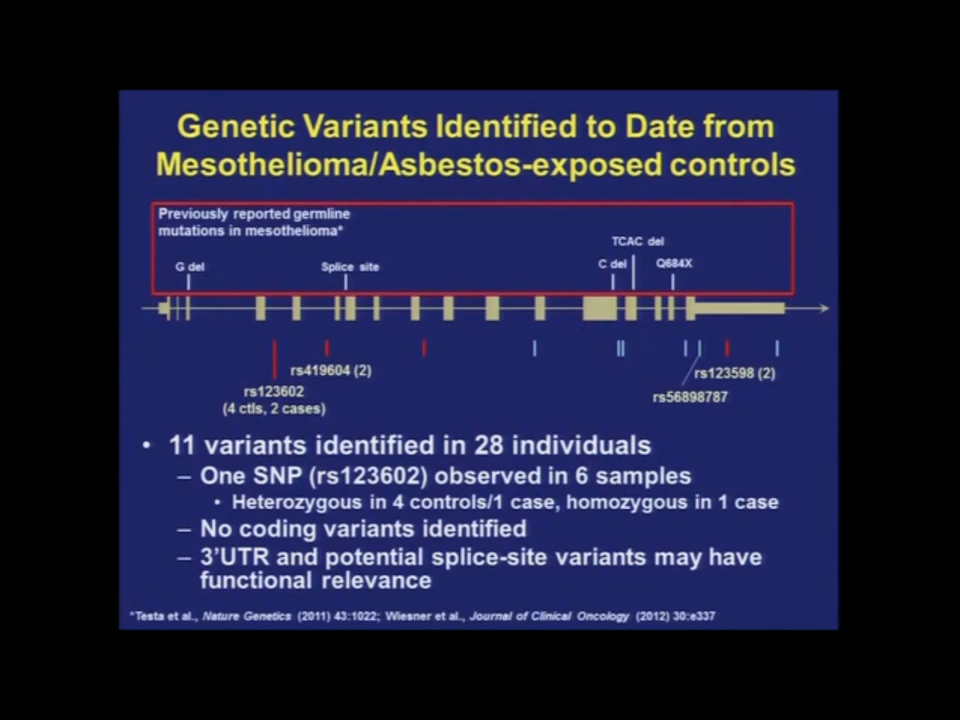 Genetic Variants Identified to Date from
Mesothelioma/Asbestos-exposed controls
Previously reported germline
mutations in mesothelioma*
TCAC del
G del
Splice site
C del
Q684X
rs419604 (2)
rs123598 (2)
rs123602
(4 ctls, 2 cases)
rs56898787
• 11 variants identified in 28 individuals
– One SNP (rs123602) observed in 6 samples
• Heterozygous in 4 controls/1 case, homozygous in 1 case
– No coding variants identified
– 3'UTR and potential splice-site variants may have
functional relevance
*Testa et al., Nature Genetics (2011) 43:1022; Wiesner et al., Journal of Clinical Oncology (2012) 30:e337